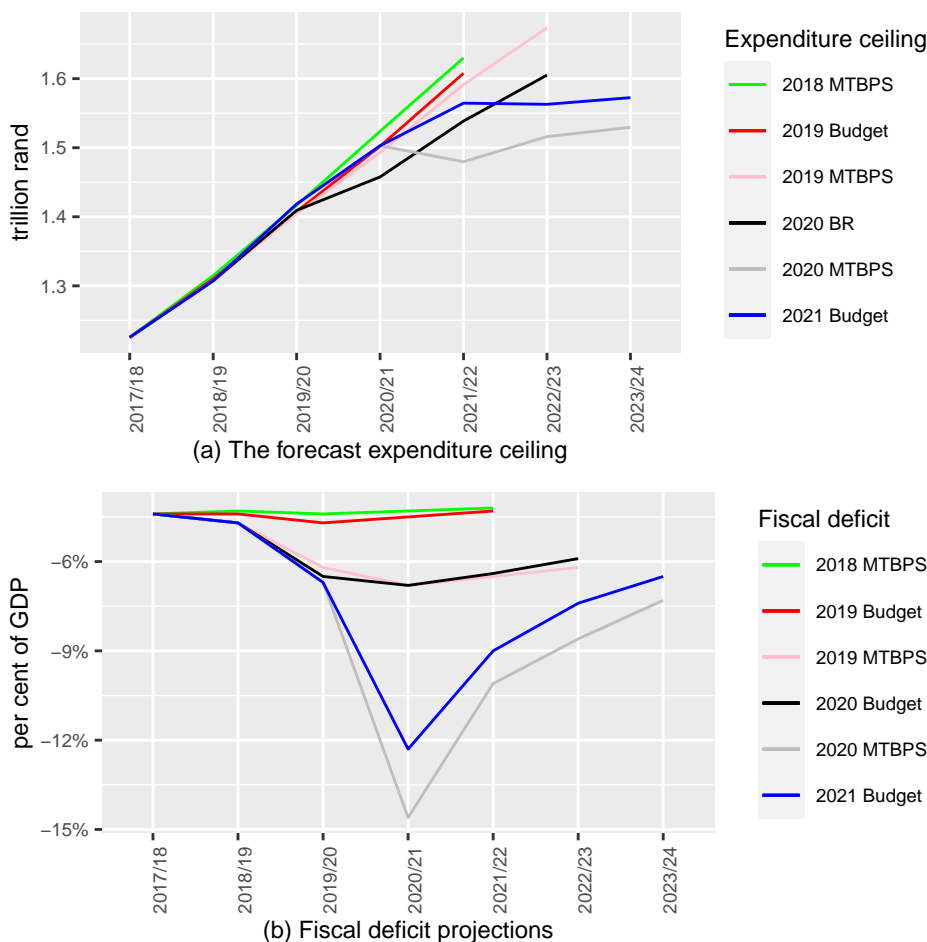 trillion rand
1.6
1.5
1.4
1.3
2017/18
2018/19
2019/20
2020/21
2021/22
2022/23
2023/24
(a) The forecast expenditure ceiling
Expenditure ceiling
2018 MTBPS
2019 Budget
2019 MTBPS
2020 BR
2020 MTBPS
2021 Budget
per cent of GDP
−6%
−9%
−12%
−15%
2017/18
2018/19
2019/20
2020/21
2021/22
2022/23
2023/24
(b) Fiscal deficit projections
Fiscal deficit
2018 MTBPS
2019 Budget
2019 MTBPS
2020 Budget
2020 MTBPS
2021 Budget